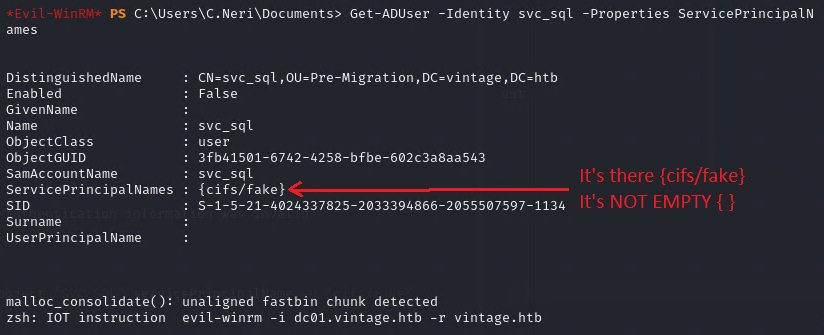 *Evil-WinRM* PS C:\Users\C.Neri\Documents> Get-ADUser -Identity svc_sql -Properties ServicePrincipalN
ames
DistinguishedName : CN=svc_sql,OU=Pre-Migration,DC=vintage,DC=htb
Enabled : False
GivenName :
Name : svc_sql
ObjectClass : user
ObjectGUID : 3fb41501-6742-4258-bfbe-602c3a8aa543
SamAccountName : svc_sql
ServicePrincipalNames : {cifs/fake}
It's there {cifs/fake}
SID : S-1-5-21-4024337825-2033394866-2055507597-1134
It's NOT EMPTY { }
Surname :
UserPrincipalName :
malloc_consolidate(): unaligned fastbin chunk detected
zsh: IOT instruction evil-winrm -i dc01.vintage.htb -r vintage.htb